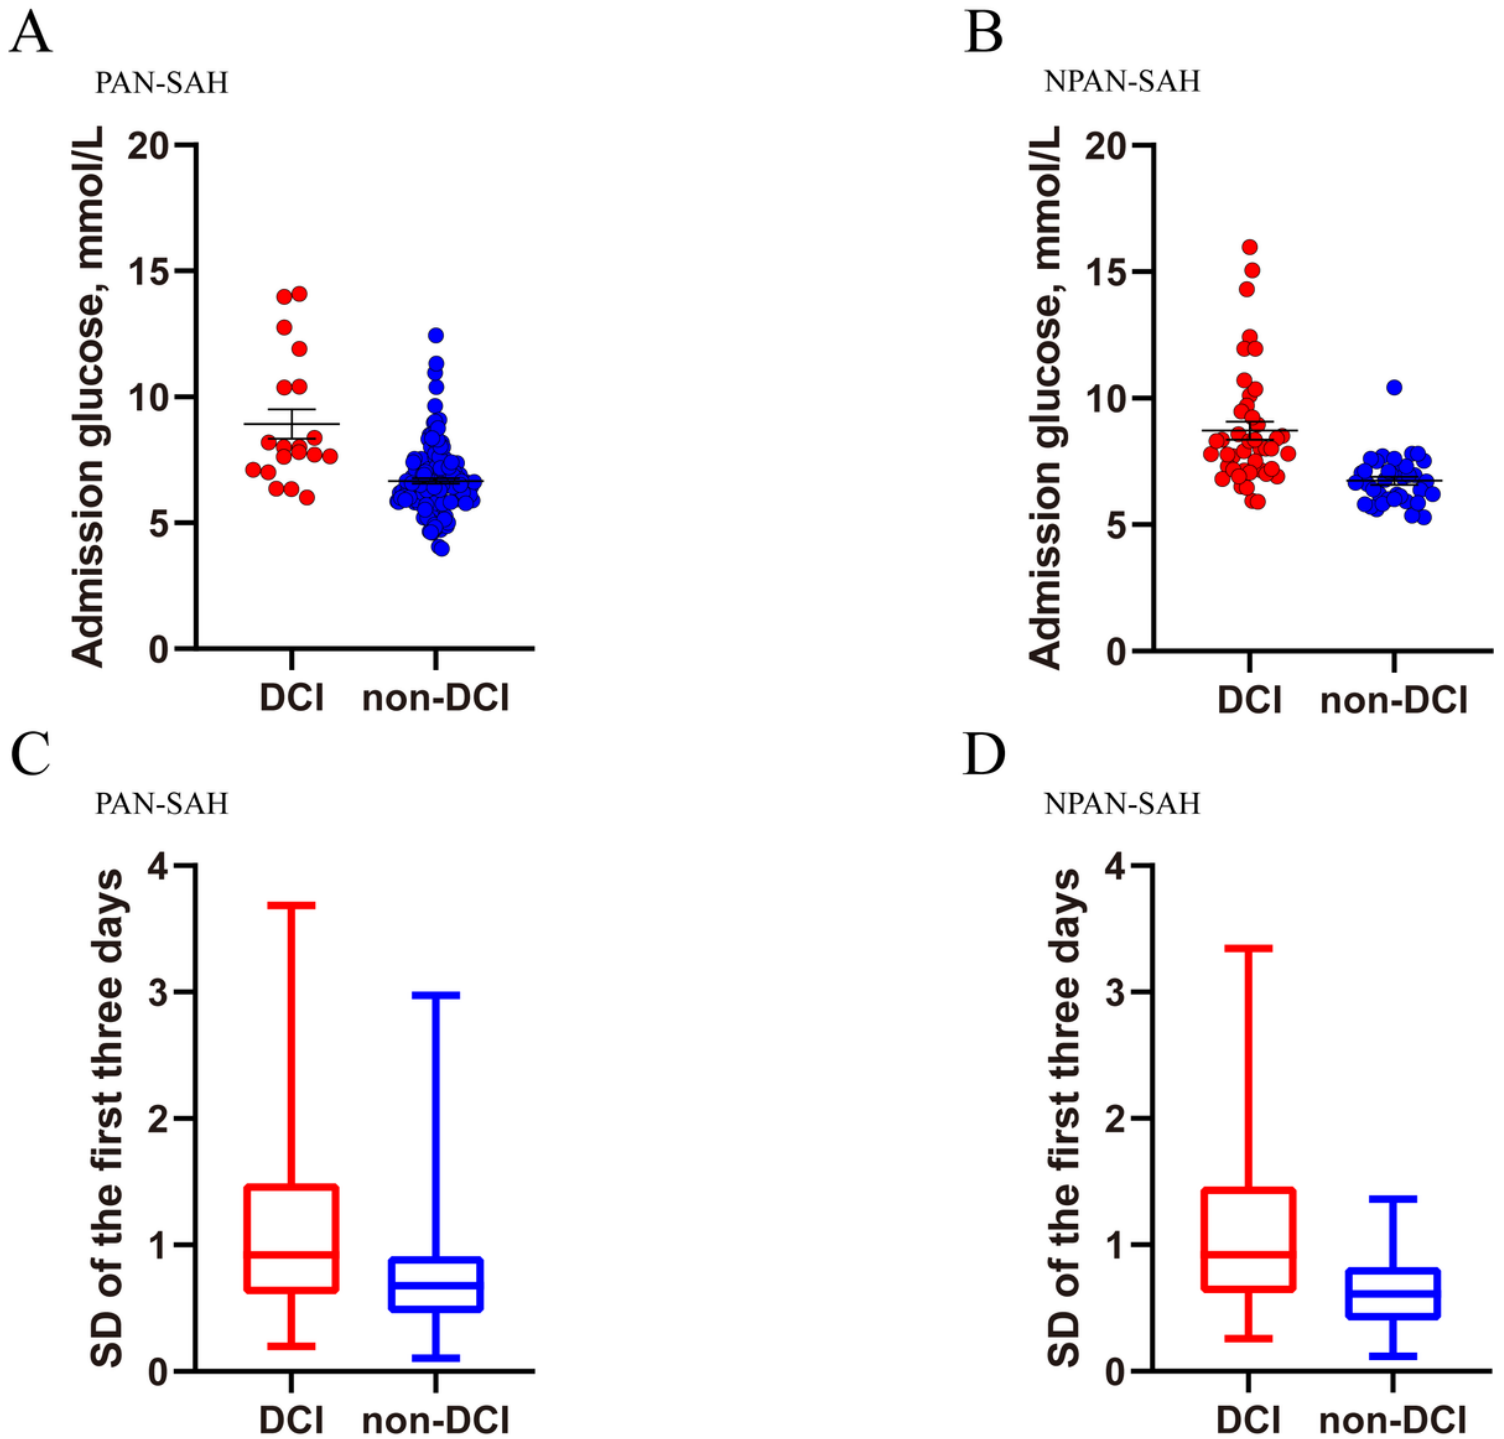 A
PAN-SAH
Admission glucose, mmol/L
20
15
10
5
0
DCI non-DCI
B
NPAN-SAH
Admission glucose, mmol/L
20
15
10
5
0
DCI non-DCI
C
PAN-SAH
SD of the first three days
4
3
2
1
0
DCI non-DCI
D
NPAN-SAH
SD of the first three days
4
3
2
1
0
DCI non-DCI